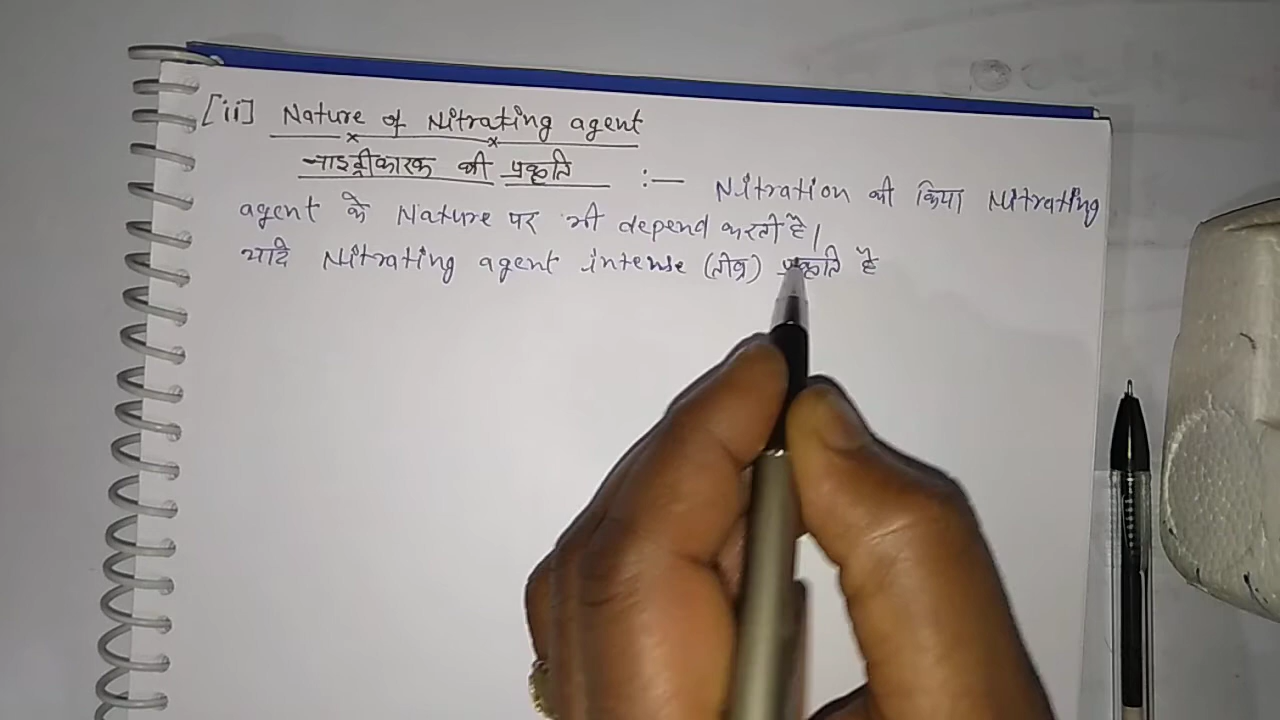 [ii] Nature of Nitrating agent
नाइट्रीकारक की प्रकृति :— Nitration की क्रिया Nitrating
agent के Nature पर भी depend करती है।
यदि Nitrating agent intense (तीव्र) प्रकृति है